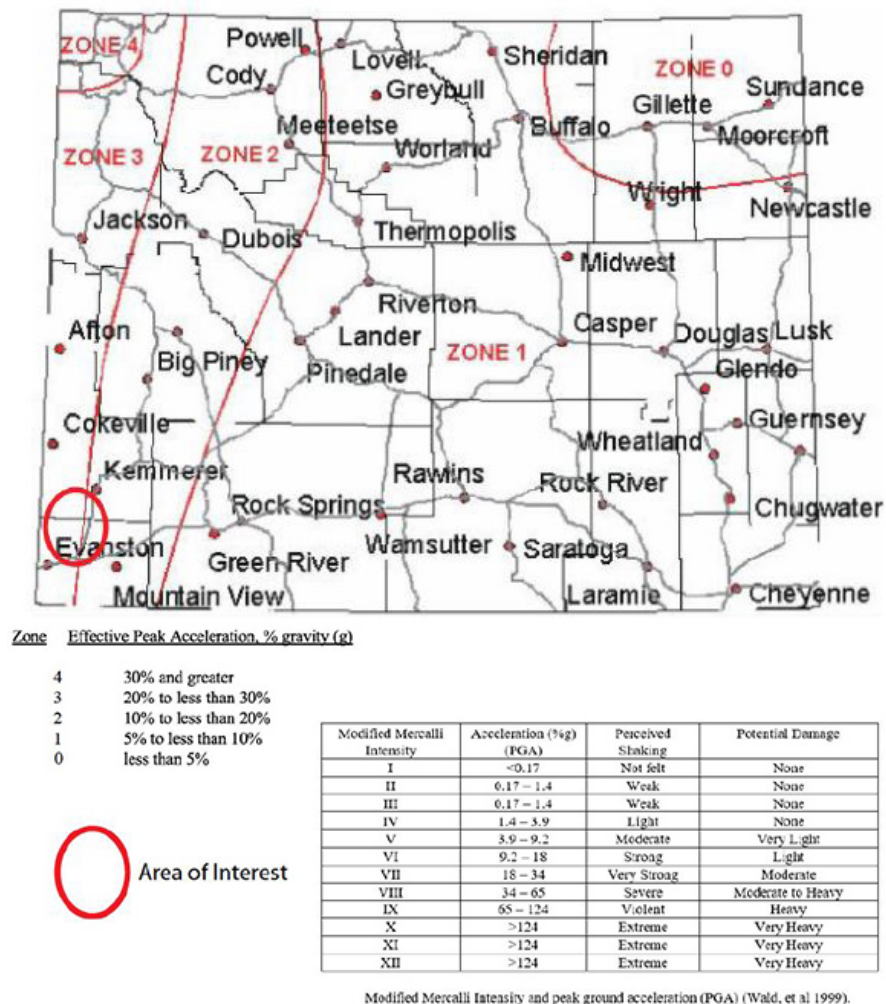 ZONE 4
Powell
Lovell
Sheridan
ZONE 0
Cody
Greybull
Sundance
Gillette
Meeteetse
Buffalo
Moorcroft
ZONE 3
ZONE 2
Worland
Wright
Newcastle
Jackson
Dubois
Thermopolis
Midwest
Riverton
Afton
Lander
Casper
Douglas
Lusk
Big Piney
Pinedale
ZONE 1
Glendo
Cokeville
Guernsey
Wheatland
Kemmerer
Rawlins
Rock River
Rock Springs
Chugwater
Evanston
Green River
Wamsutter
Saratoga
Mountain View
Laramie
Cheyenne
Zone Effective Peak Acceleration, % gravity (g)
4 30% and greater
3 20% to less than 30%
2 10% to less than 20%
1 5% to less than 10%
0 less than 5%
Area of Interest
Modified Mercalli Intensity Acceleration (%g) (PGA) Perceived Shaking Potential Damage
I <0.17 Not felt None
II 0.17 – 1.4 Weak None
III 0.17 – 1.4 Weak None
IV 1.4 – 3.9 Light None
V 3.9 – 9.2 Moderate Very Light
VI 9.2 – 18 Strong Light
VII 18 – 34 Very Strong Moderate
VIII 34 – 65 Severe Moderate to Heavy
IX 65 – 124 Violent Heavy
X >124 Extreme Very Heavy
XI >124 Extreme Very Heavy
XII >124 Extreme Very Heavy
Modified Mercalli Intensity and peak ground acceleration (PGA) (Wald, et al 1999).